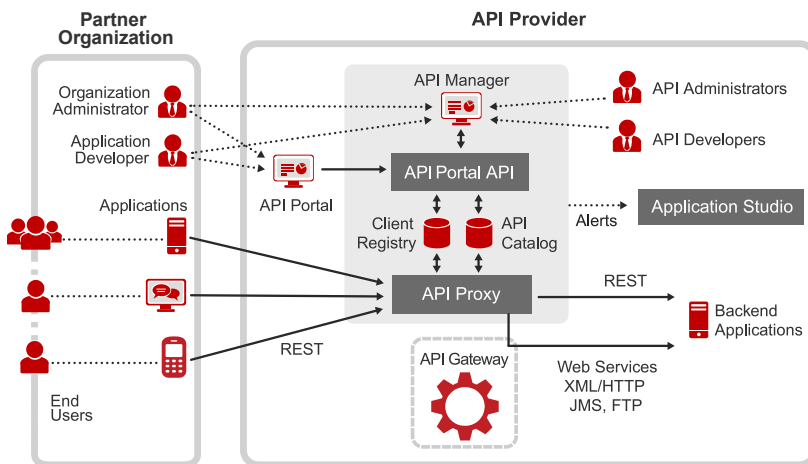 Partner
Organization
API Provider
Organization
Administrator
Application
Developer
API Manager
API Administrators
API Developers
API Portal
API Portal API
Applications
Client
Registry
API
Catalog
Alerts
Application Studio
API Proxy
REST
REST
Backend
Applications
API Gateway
Web Services
XML/HTTP
JMS, FTP
End
Users